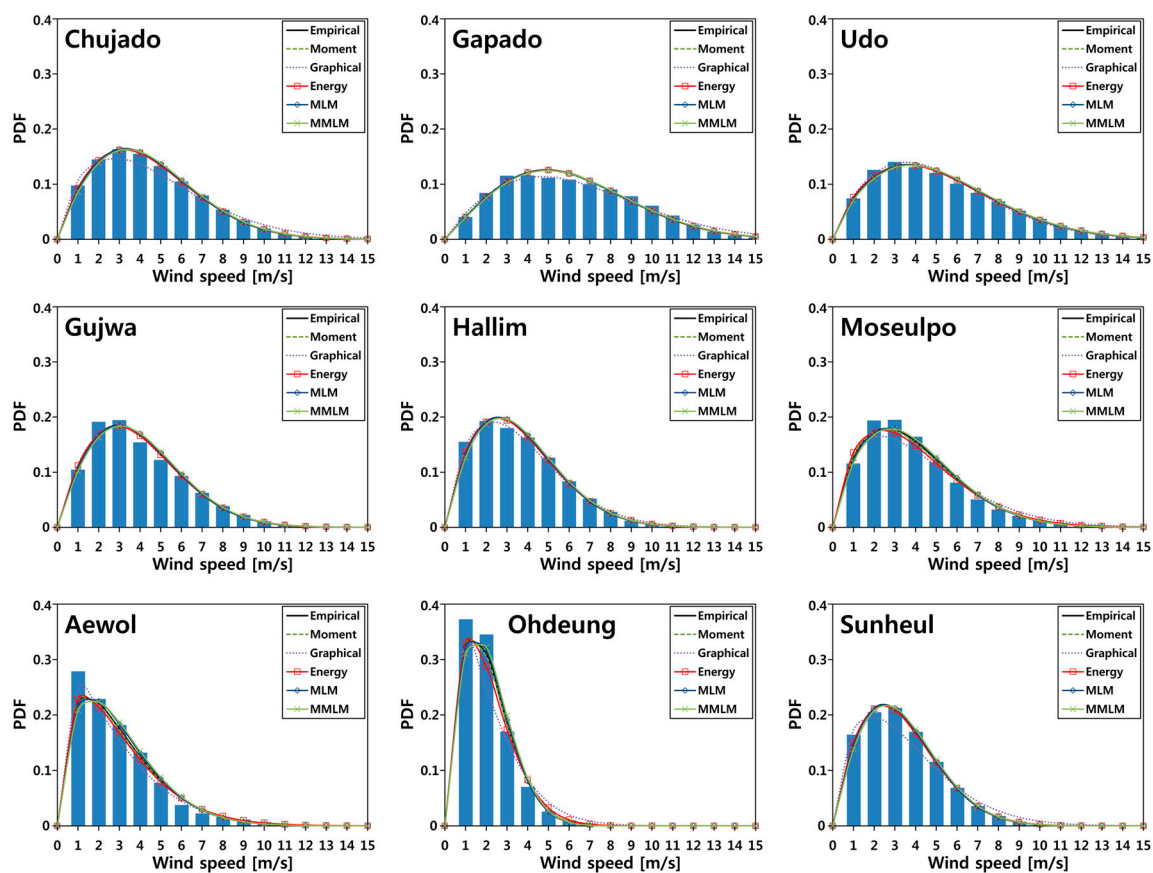 Chujado
Empirical
Moment
Graphical
Energy
MLM
MMLM
PDF
0.4
0.3
0.2
0.1
0
0 1 2 3 4 5 6 7 8 9 10 11 12 13 14 15
Wind speed [m/s]
Gapado
Empirical
Moment
Graphical
Energy
MLM
MMLM
PDF
0.4
0.3
0.2
0.1
0
0 1 2 3 4 5 6 7 8 9 10 11 12 13 14 15
Wind speed [m/s]
Udo
Empirical
Moment
Graphical
Energy
MLM
MMLM
PDF
0.4
0.3
0.2
0.1
0
0 1 2 3 4 5 6 7 8 9 10 11 12 13 14 15
Wind speed [m/s]
Gujwa
Empirical
Moment
Graphical
Energy
MLM
MMLM
PDF
0.4
0.3
0.2
0.1
0
0 1 2 3 4 5 6 7 8 9 10 11 12 13 14 15
Wind speed [m/s]
Hallim
Empirical
Moment
Graphical
Energy
MLM
MMLM
PDF
0.4
0.3
0.2
0.1
0
0 1 2 3 4 5 6 7 8 9 10 11 12 13 14 15
Wind speed [m/s]
Moseulpo
Empirical
Moment
Graphical
Energy
MLM
MMLM
PDF
0.4
0.3
0.2
0.1
0
0 1 2 3 4 5 6 7 8 9 10 11 12 13 14 15
Wind speed [m/s]
Aewol
Empirical
Moment
Graphical
Energy
MLM
MMLM
PDF
0.4
0.3
0.2
0.1
0
0 1 2 3 4 5 6 7 8 9 10 11 12 13 14 15
Wind speed [m/s]
Ohdeung
Empirical
Moment
Graphical
Energy
MLM
MMLM
PDF
0.4
0.3
0.2
0.1
0
0 1 2 3 4 5 6 7 8 9 10 11 12 13 14 15
Wind speed [m/s]
Sunheul
Empirical
Moment
Graphical
Energy
MLM
MMLM
PDF
0.4
0.3
0.2
0.1
0
0 1 2 3 4 5 6 7 8 9 10 11 12 13 14 15
Wind speed [m/s]